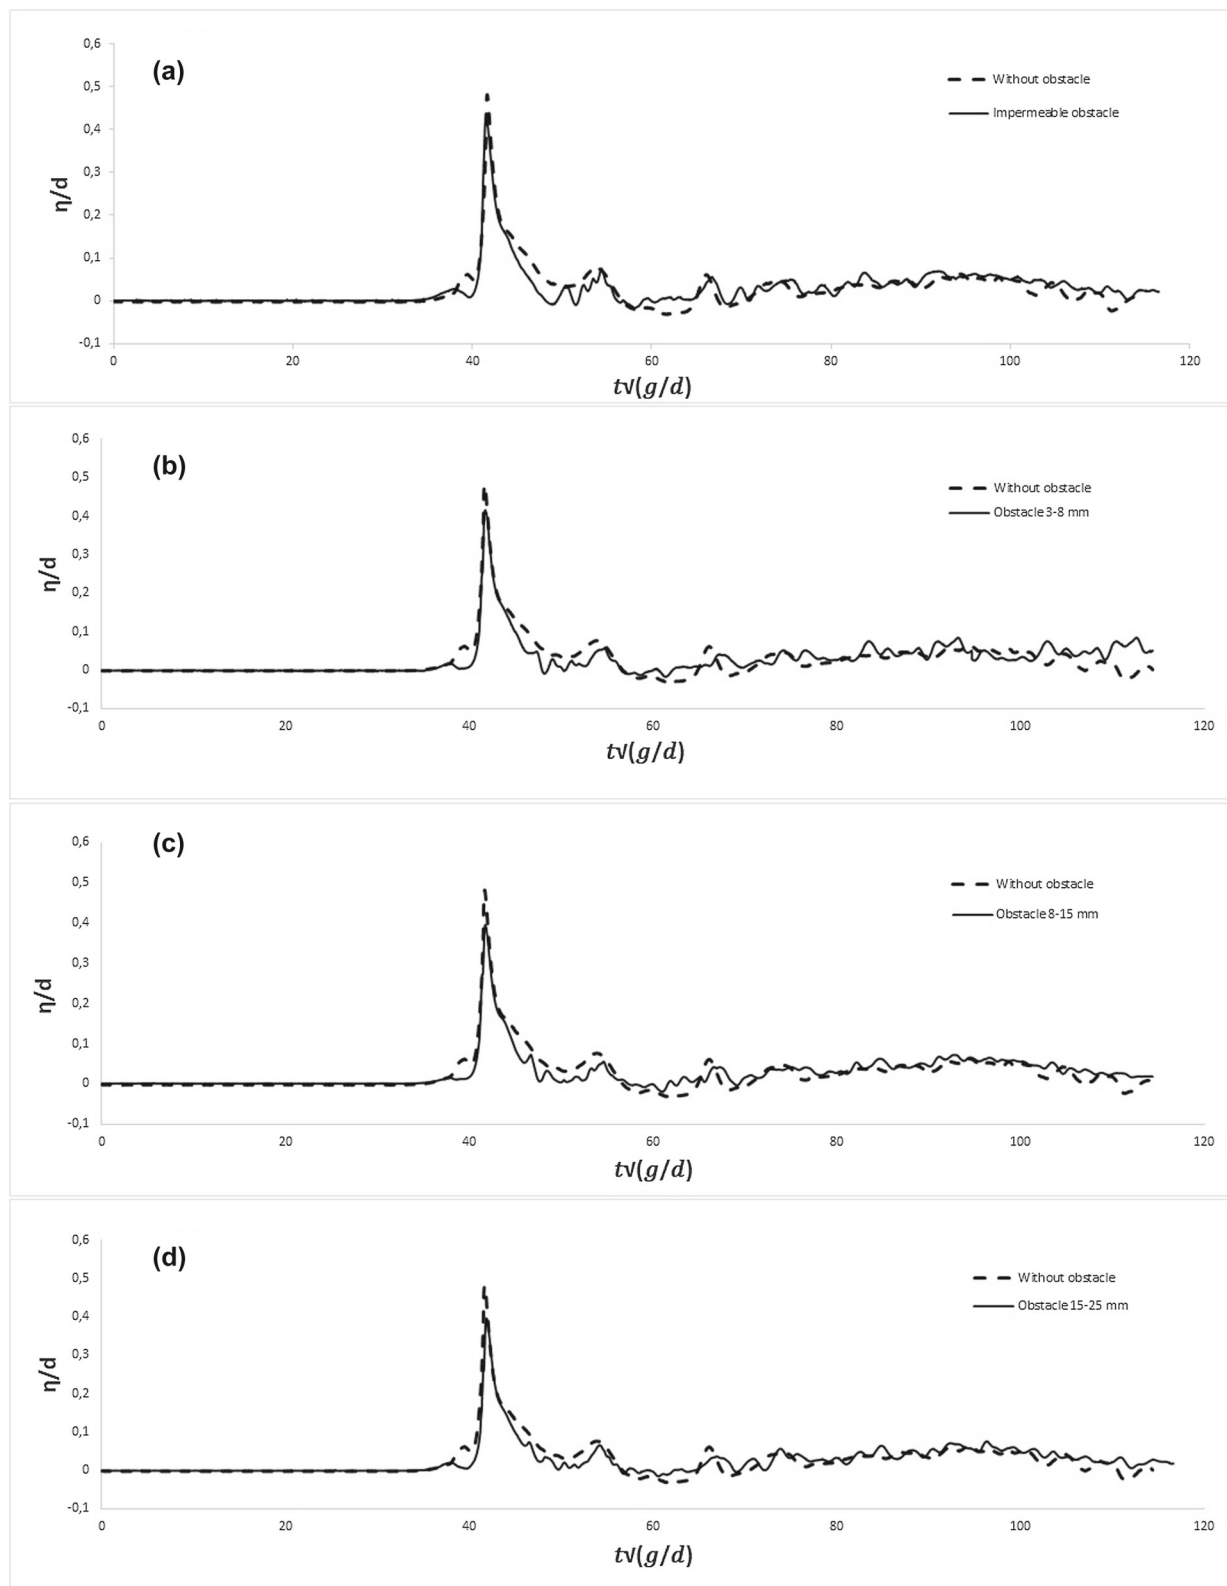 (a)
0,6
0,5
0,4
0,3
0,2
0,1
0
-0,1
η/d
Without obstacle
Impermeable obstacle
0 20 40 60 80 100 120
t√(g/d)
(b)
0,6
0,5
0,4
0,3
0,2
0,1
0
-0,1
η/d
Without obstacle
Obstacle 3-8 mm
0 20 40 60 80 100 120
t√(g/d)
(c)
0,6
0,5
0,4
0,3
0,2
0,1
0
-0,1
η/d
Without obstacle
Obstacle 8-15 mm
0 20 40 60 80 100 120
t√(g/d)
(d)
0,6
0,5
0,4
0,3
0,2
0,1
0
-0,1
η/d
Without obstacle
Obstacle 15-25 mm
0 20 40 60 80 100 120
t√(g/d)